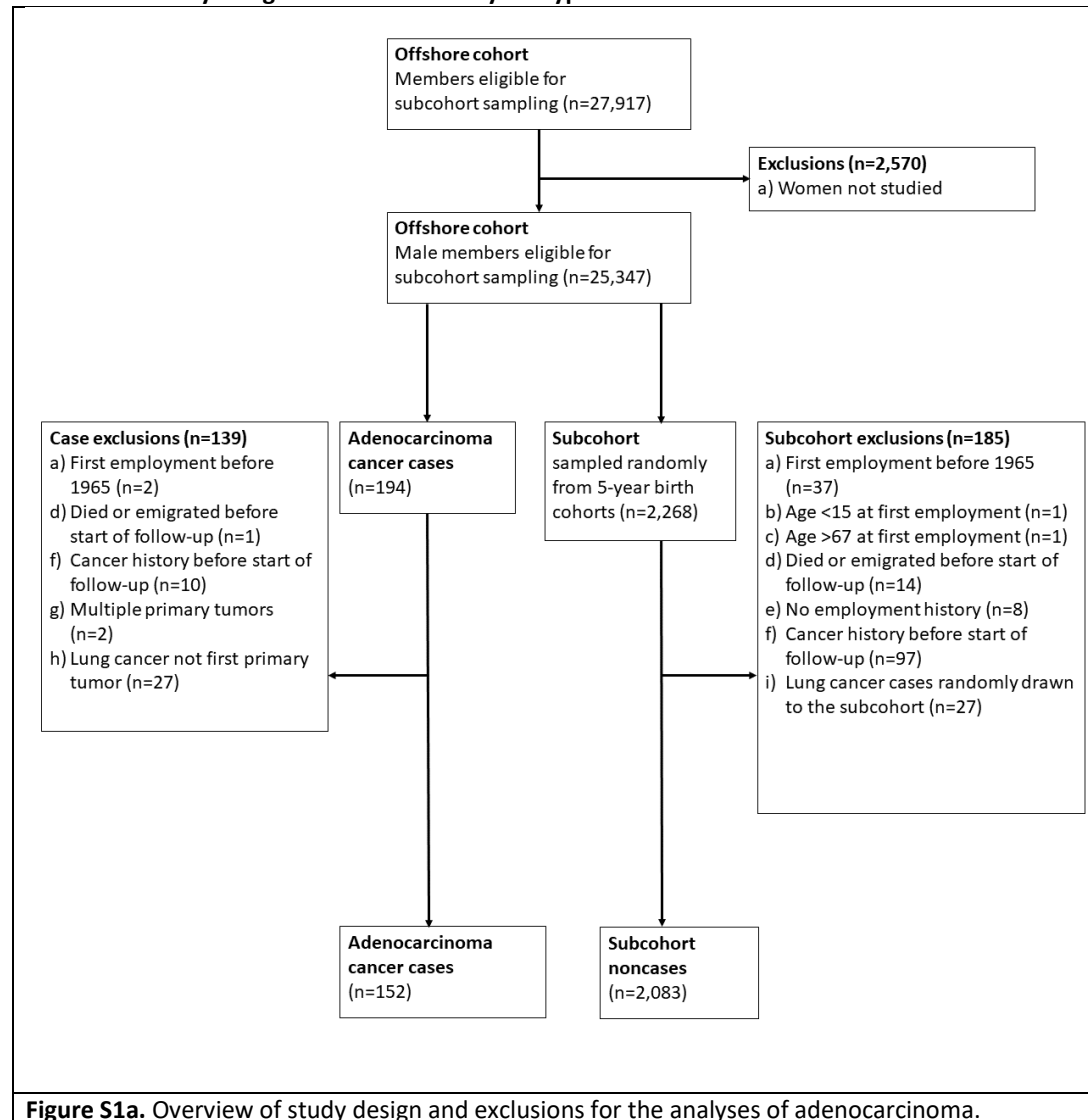 Offshore cohort
Members eligible for
subcohort sampling (n=27,917)
Exclusions (n=2,570)
a) Women not studied
Offshore cohort
Male members eligible for
subcohort sampling (n=25,347)
Case exclusions (n=139)
a) First employment before
1965 (n=2)
d) Died or emigrated before
start of follow-up (n=1)
f) Cancer history before start of
follow-up (n=10)
g) Multiple primary tumors
(n=2)
h) Lung cancer not first primary
tumor (n=27)
Adenocarcinoma
cancer cases
(n=194)
Subcohort
sampled randomly
from 5-year birth
cohorts (n=2,268)
Subcohort exclusions (n=185)
a) First employment before 1965
(n=37)
b) Age <15 at first employment (n=1)
c) Age >67 at first employment (n=1)
d) Died or emigrated before start of
follow-up (n=14)
e) No employment history (n=8)
f) Cancer history before start of
follow-up (n=97)
i) Lung cancer cases randomly drawn
to the subcohort (n=27)
Adenocarcinoma
cancer cases
(n=152)
Subcohort
noncases
(n=2,083)
Figure S1a. Overview of study design and exclusions for the analyses of adenocarcinoma.